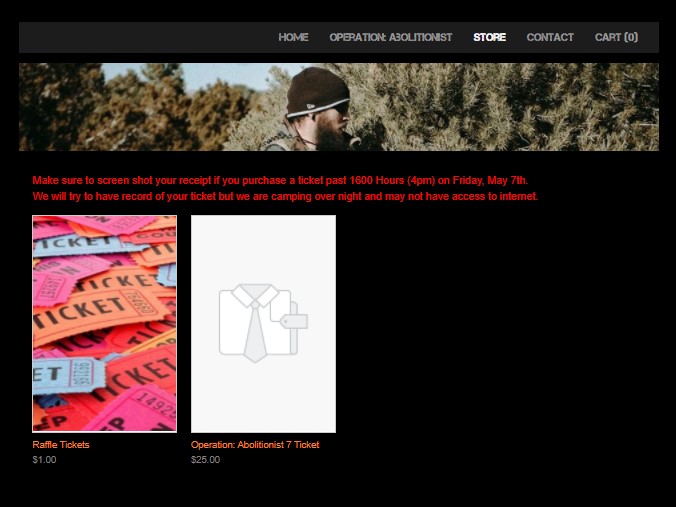 HOME OPERATION: ABOLITIONIST STORE CONTACT CART (0)
Make sure to screen shot your receipt if you purchase a ticket past 1600 Hours (4pm) on Friday, May 7th.
We will try to have record of your ticket but we are camping over night and may not have access to internet.
TICKET
TICKET
TICKET
764660
TICKET
14925
Raffle Tickets
$1.00
Operation: Abolitionist 7 Ticket
$25.00